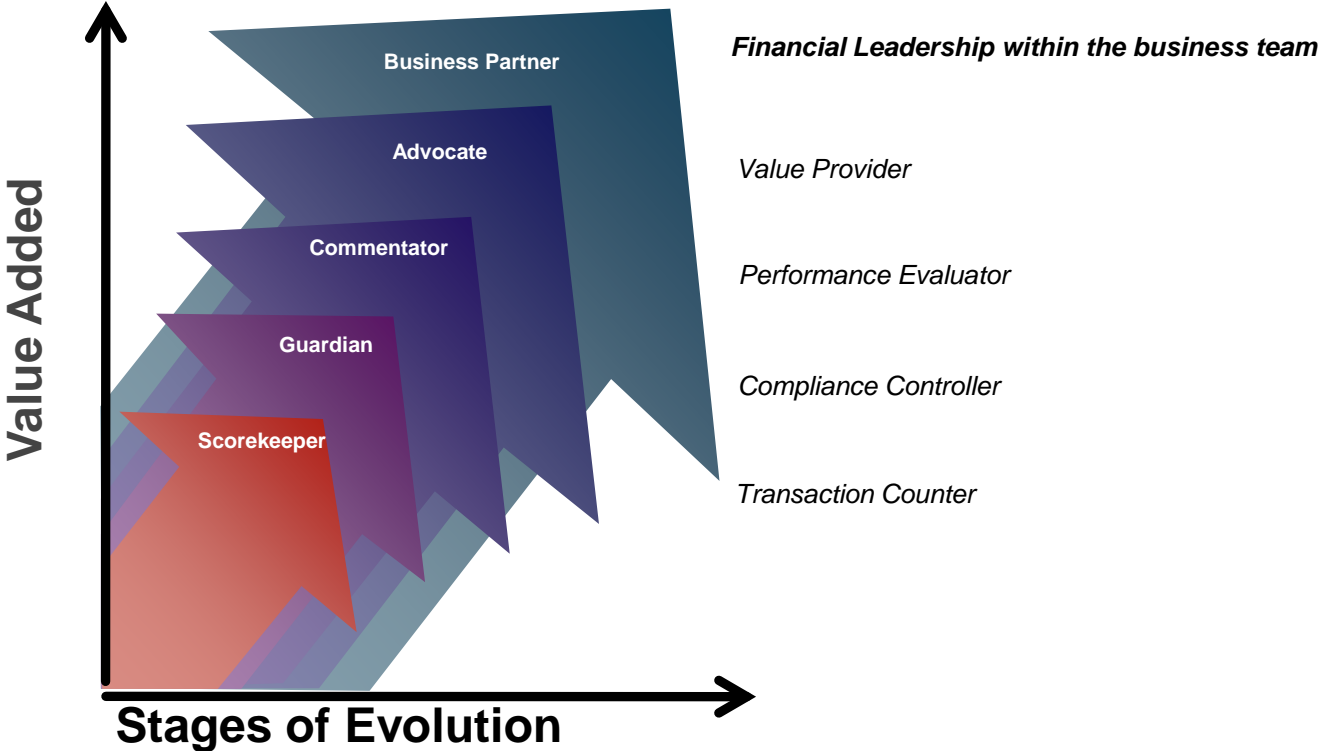 Business Partner
Financial Leadership within the business team
Advocate
Value Provider
Commentator
Performance Evaluator
Guardian
Compliance Controller
Scorekeeper
Transaction Counter
Value Added
Stages of Evolution